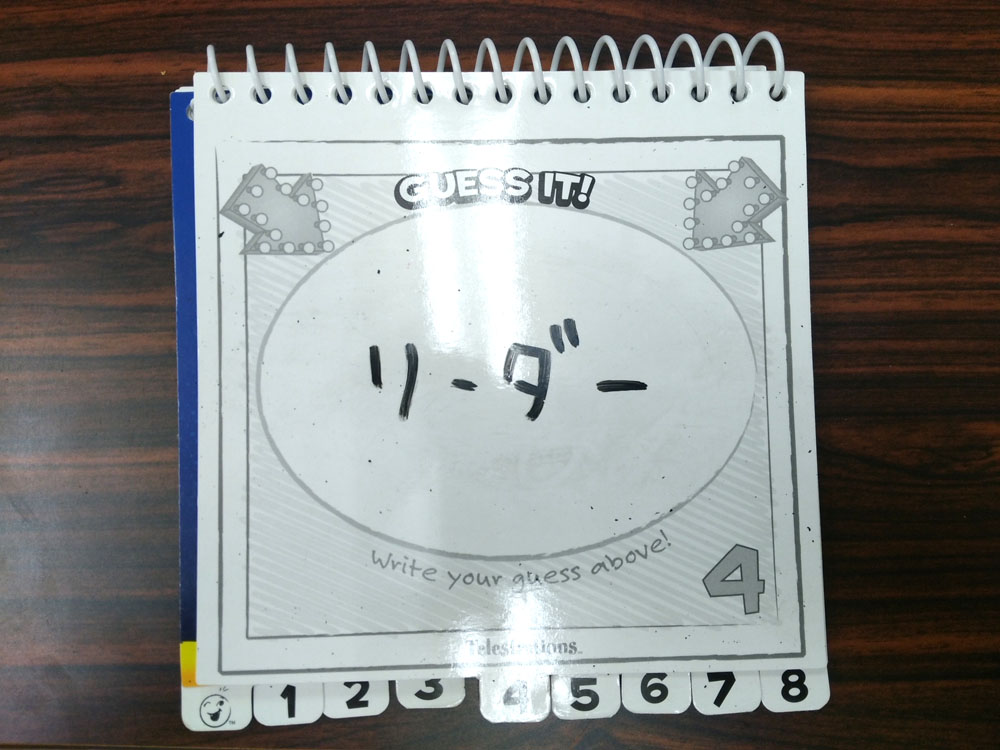 GUESS IT!
リーダー
Write your guess above!
4
Telestrations
1 2 3 4 5 6 7 8